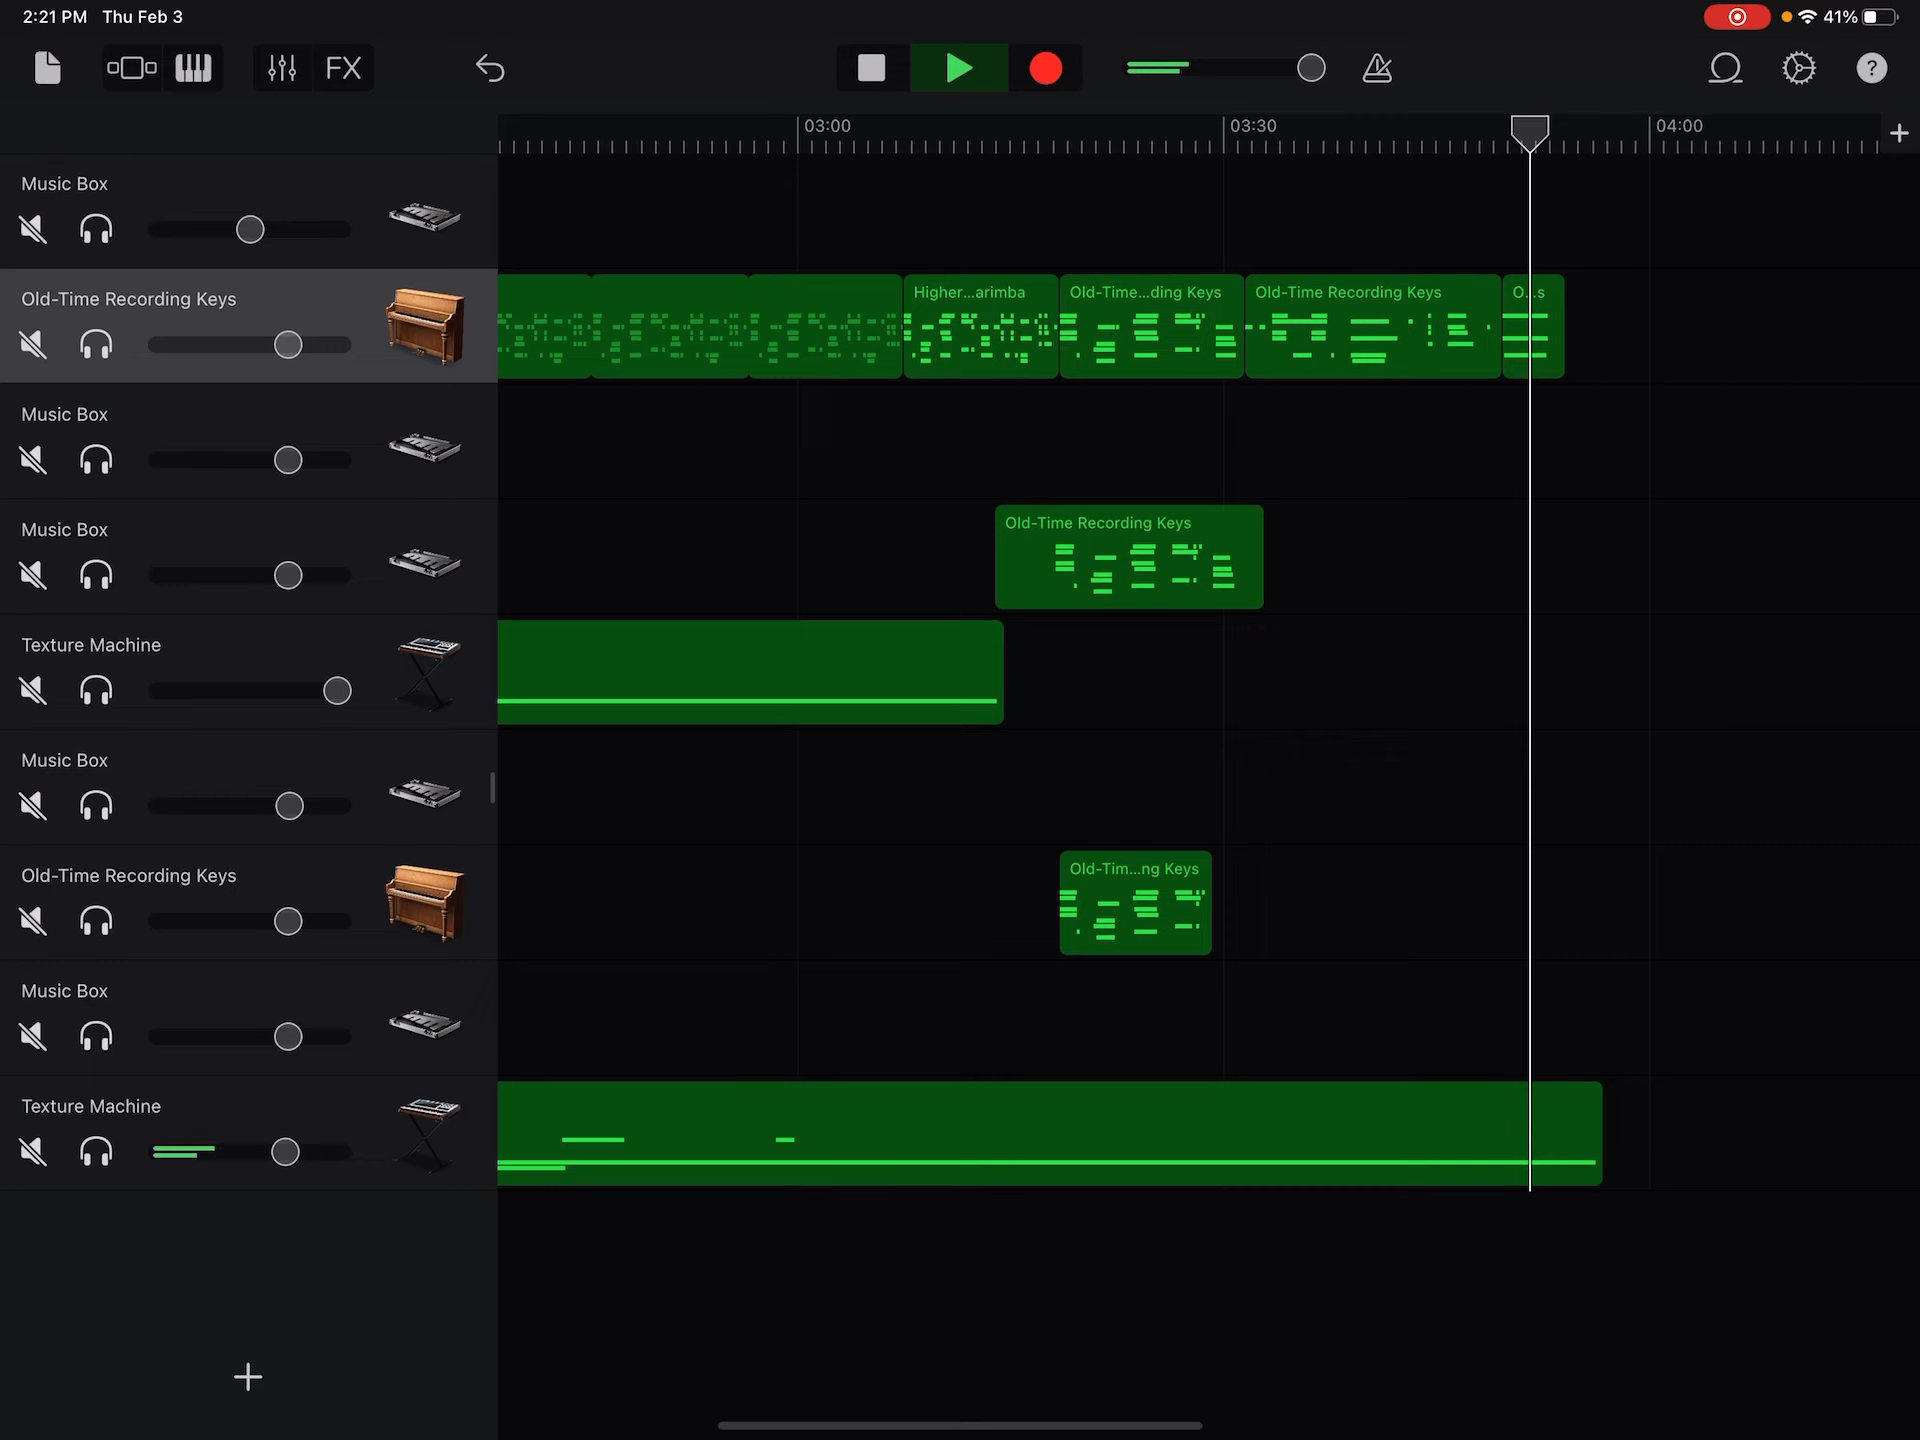 2:21 PM Thu Feb 3
41%
FX
?
03:00
03:30
04:00
Music Box
Old-Time Recording Keys
Higher...arimba
Old-Time...ding Keys
Old-Time Recording Keys
O...s
Music Box
Music Box
Old-Time Recording Keys
Texture Machine
Music Box
Old-Time Recording Keys
Old-Tim...ng Keys
Music Box
Texture Machine